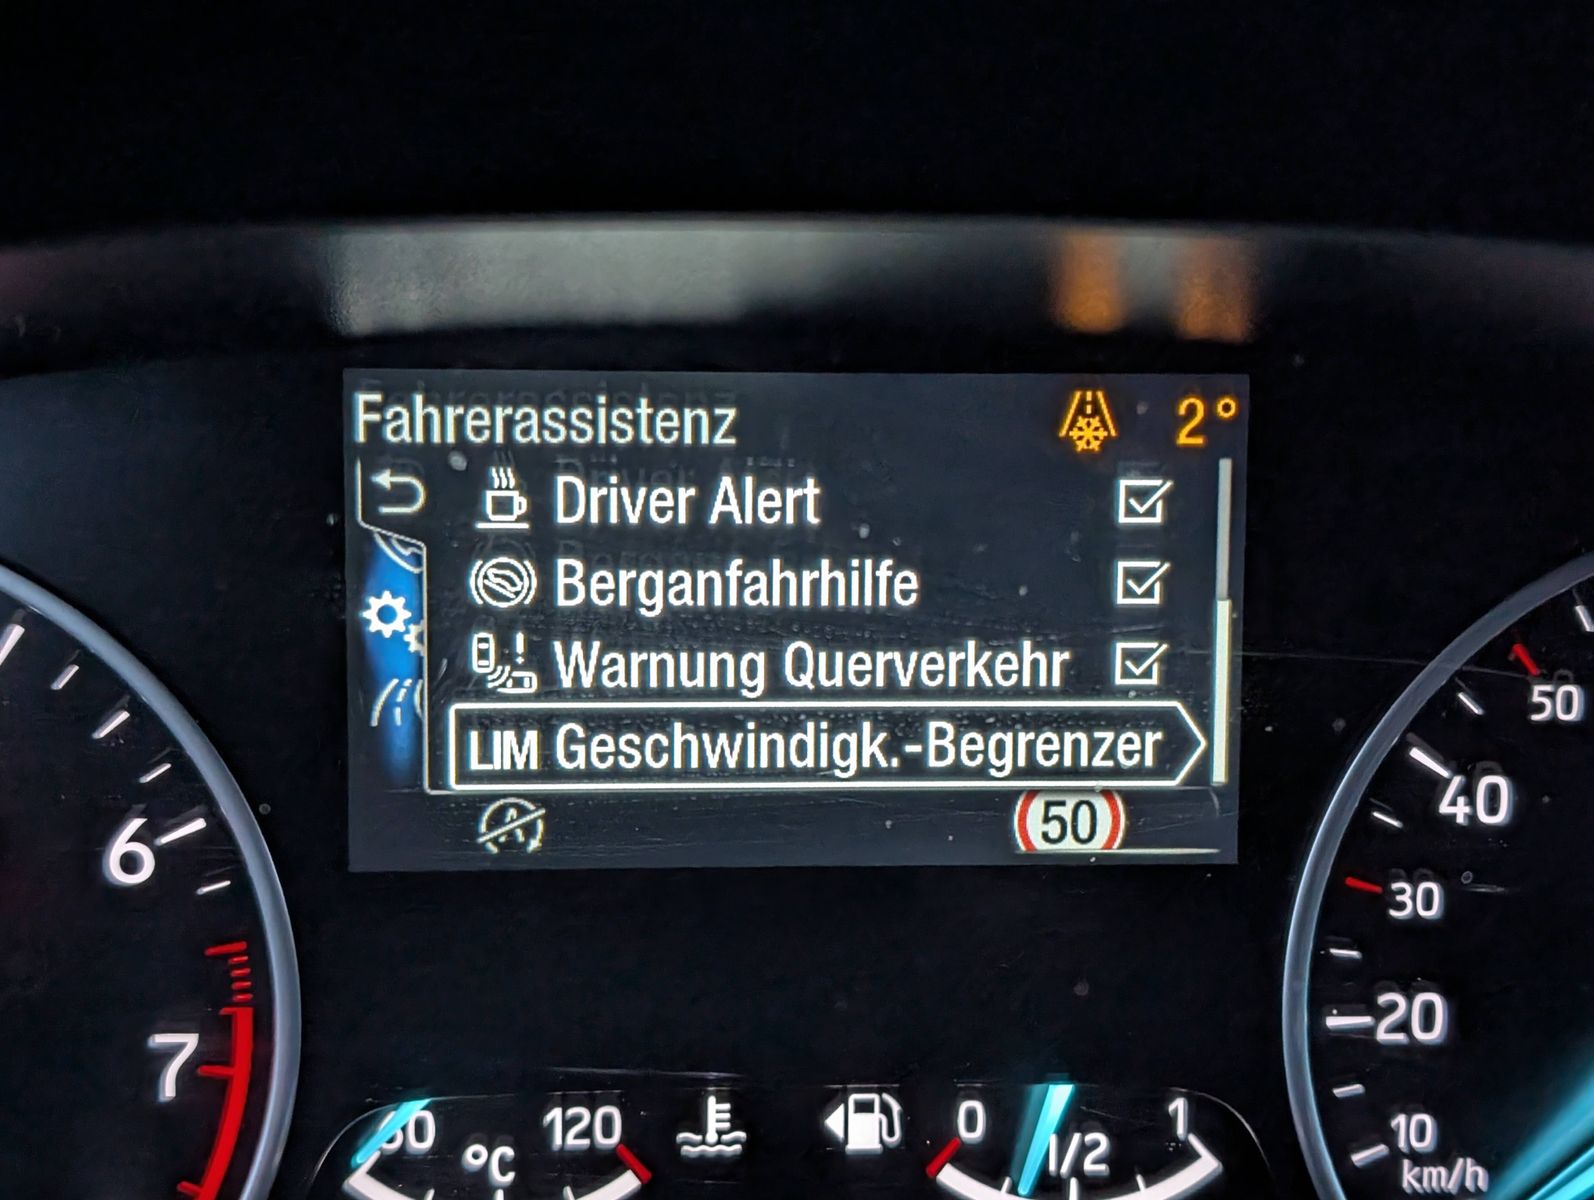 Fahrerassistenz 2°
Driver Alert
Berganfahrhilfe
Warnung Querverkehr
LIM Geschwindigk.-Begrenzer
A 50
6
7
50
40
30
20
10
km/h
120
°C
0
1/2
1